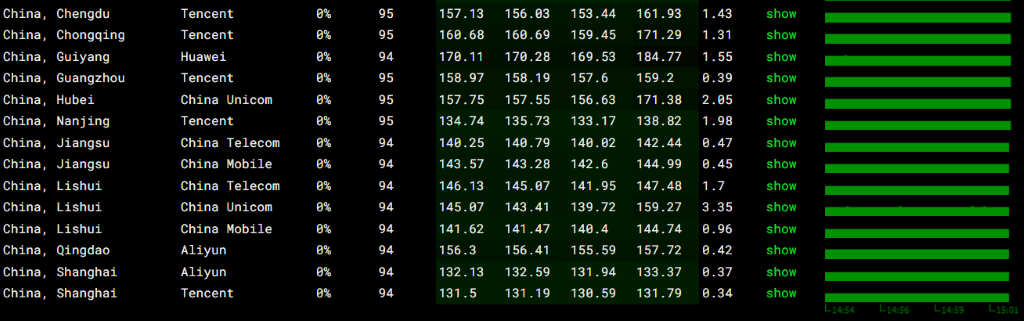 China, Chengdu Tencent 0% 95 157.13 156.03 153.44 161.93 1.43 show
China, Chongqing Tencent 0% 95 160.68 160.69 159.45 171.29 1.31 show
China, Guiyang Huawei 0% 94 170.11 170.28 169.53 184.77 1.55 show
China, Guangzhou Tencent 0% 95 158.97 158.19 157.6 159.2 0.39 show
China, Hubei China Unicom 0% 95 157.75 157.55 156.63 171.38 2.05 show
China, Nanjing Tencent 0% 95 134.74 135.73 133.17 138.82 1.98 show
China, Jiangsu China Telecom 0% 94 140.25 140.79 140.02 142.44 0.47 show
China, Jiangsu China Mobile 0% 94 143.57 143.28 142.6 144.99 0.45 show
China, Lishui China Telecom 0% 94 146.13 145.07 141.95 147.48 1.7 show
China, Lishui China Unicom 0% 94 145.07 143.41 139.72 159.27 3.35 show
China, Lishui China Mobile 0% 94 141.62 141.47 140.4 144.74 0.96 show
China, Qingdao Aliyun 0% 94 156.3 156.41 155.59 157.72 0.42 show
China, Shanghai Aliyun 0% 94 132.13 132.59 131.94 133.37 0.37 show
China, Shanghai Tencent 0% 94 131.5 131.19 130.59 131.79 0.34 show
14:54 14:56 14:59 15:01